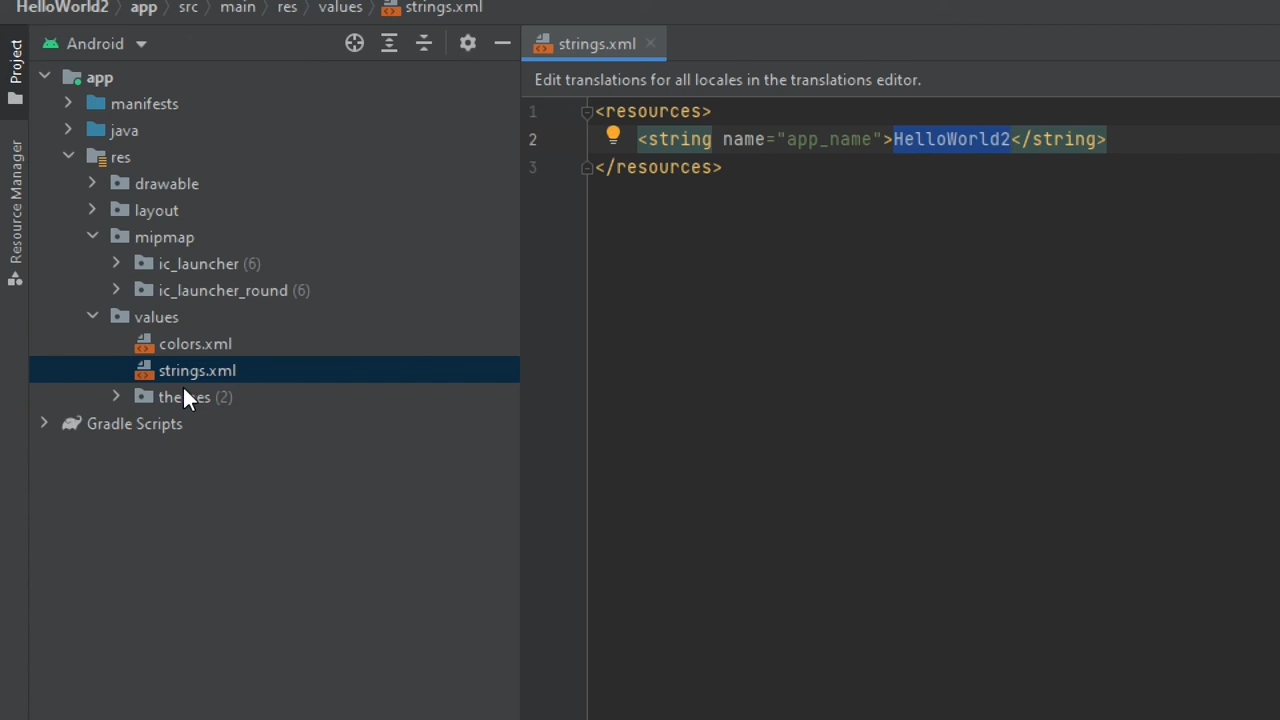 HelloWorld2 app src main res values strings.xml
Project
Resource Manager
Android
app
manifests
java
res
drawable
layout
mipmap
ic_launcher (6)
ic_launcher_round (6)
values
colors.xml
strings.xml
themes (2)
Gradle Scripts
strings.xml
Edit translations for all locales in the translations editor.
1 <resources>
2 <string name="app_name">HelloWorld2</string>
3 </resources>